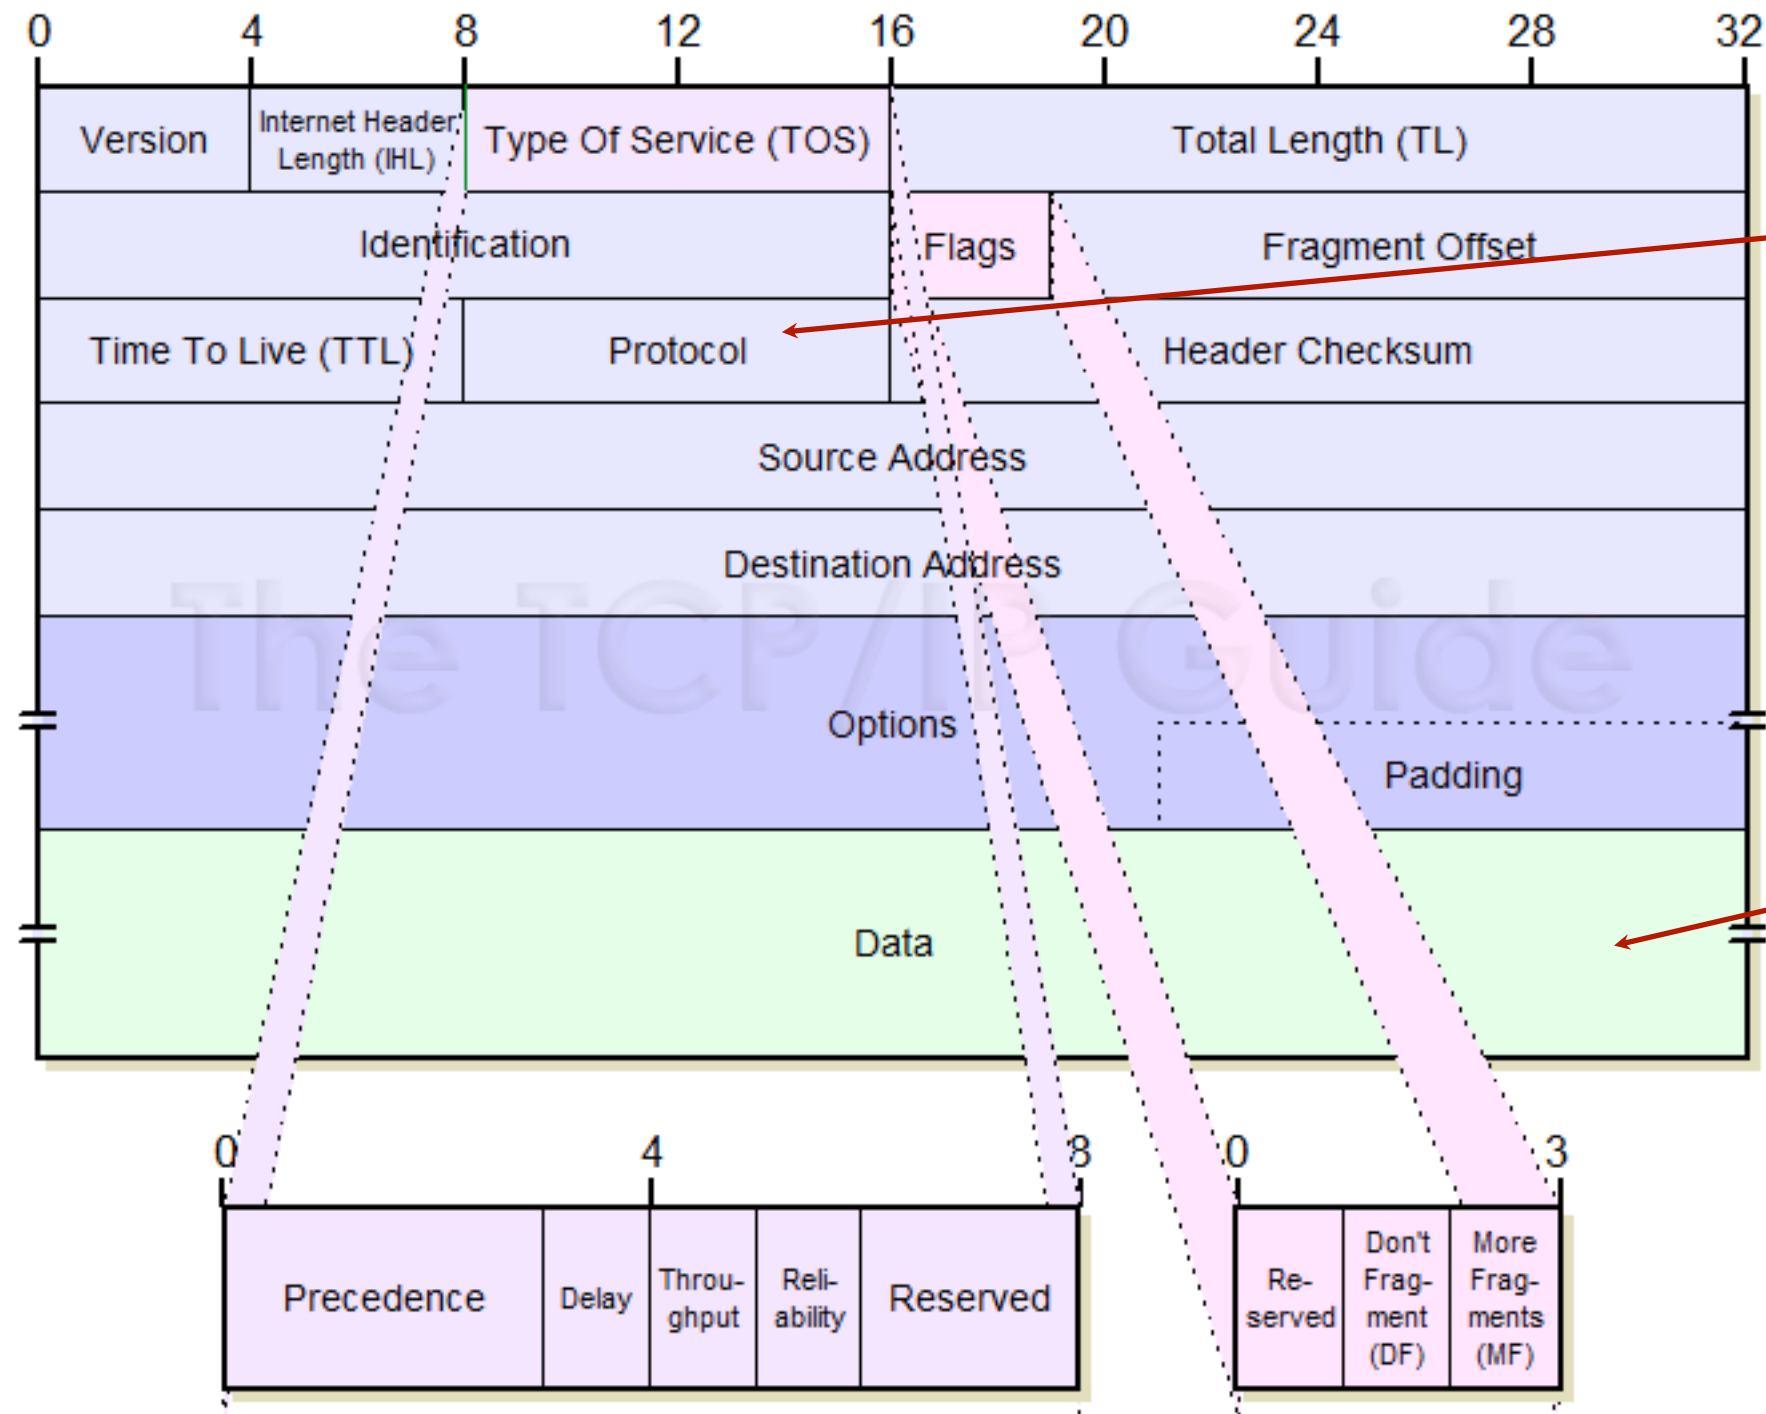 0 4 8 12 16 20 24 28 32
Version
Internet Header
Length (IHL)
Type Of Service (TOS)
Total Length (TL)
Identification
Flags
Fragment Offset
Time To Live (TTL)
Protocol
Header Checksum
Source Address
Destination Address
The TCP/IP Guide
Options
Padding
Data
0 4 8
0 3
Precedence
Delay
Throu-
ghput
Reli-
ability
Reserved
Re-
served
Don't
Frag-
ment
(DF)
More
Frag-
ments
(MF)